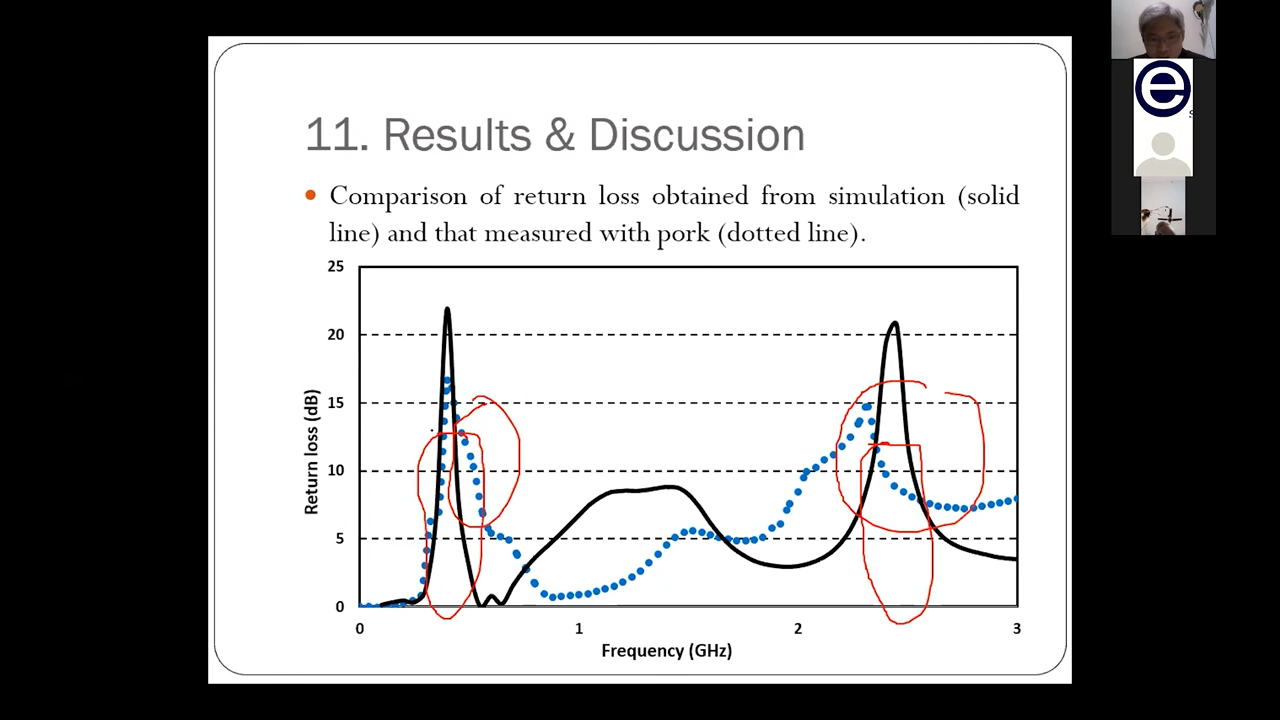 11. Results & Discussion
• Comparison of return loss obtained from simulation (solid
line) and that measured with pork (dotted line).
25
20
15
10
5
0
Return loss (dB)
0 1 2 3
Frequency (GHz)
e
s